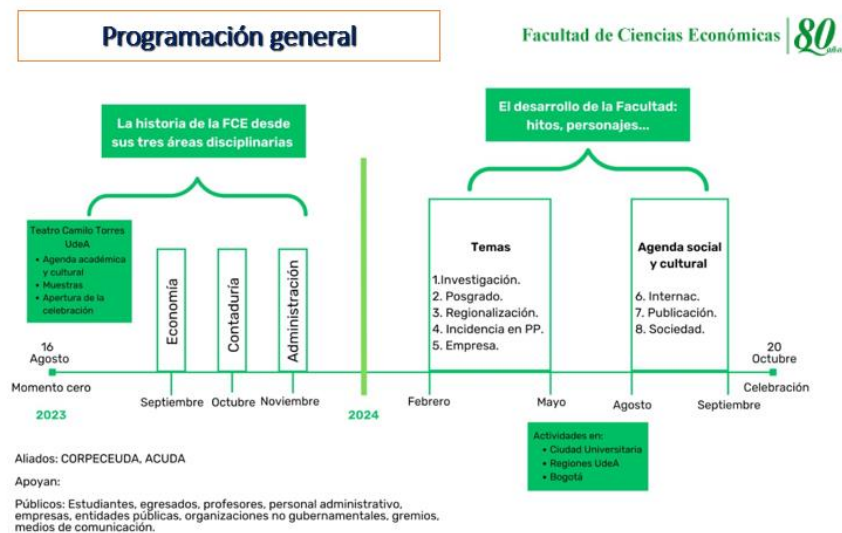 Programación general
Facultad de Ciencias Económicas
80
años
La historia de la FCE desde
sus tres áreas disciplinarias
El desarrollo de la Facultad:
hitos, personajes...
Teatro Camilo Torres
UdeA
• Agenda académica
y cultural
• Muestras
• Apertura de la
celebración
Economía
Contaduría
Administración
Temas
1.Investigación.
2. Posgrado.
3. Regionalización.
4. Incidencia en PP.
5. Empresa.
Agenda social
y cultural
6. Internac.
7. Publicación.
8. Sociedad.
16
Agosto
Momento cero
2023
Septiembre
Octubre
Noviembre
2024
Febrero
Mayo
Agosto
Septiembre
20
Octubre
Celebración
Actividades en:
• Ciudad Universitaria
• Regiones UdeA
• Bogotá
Aliados: CORPECEUDA, ACUDA
Apoyan:
Públicos: Estudiantes, egresados, profesores, personal administrativo,
empresas, entidades públicas, organizaciones no gubernamentales, gremios,
medios de comunicación.